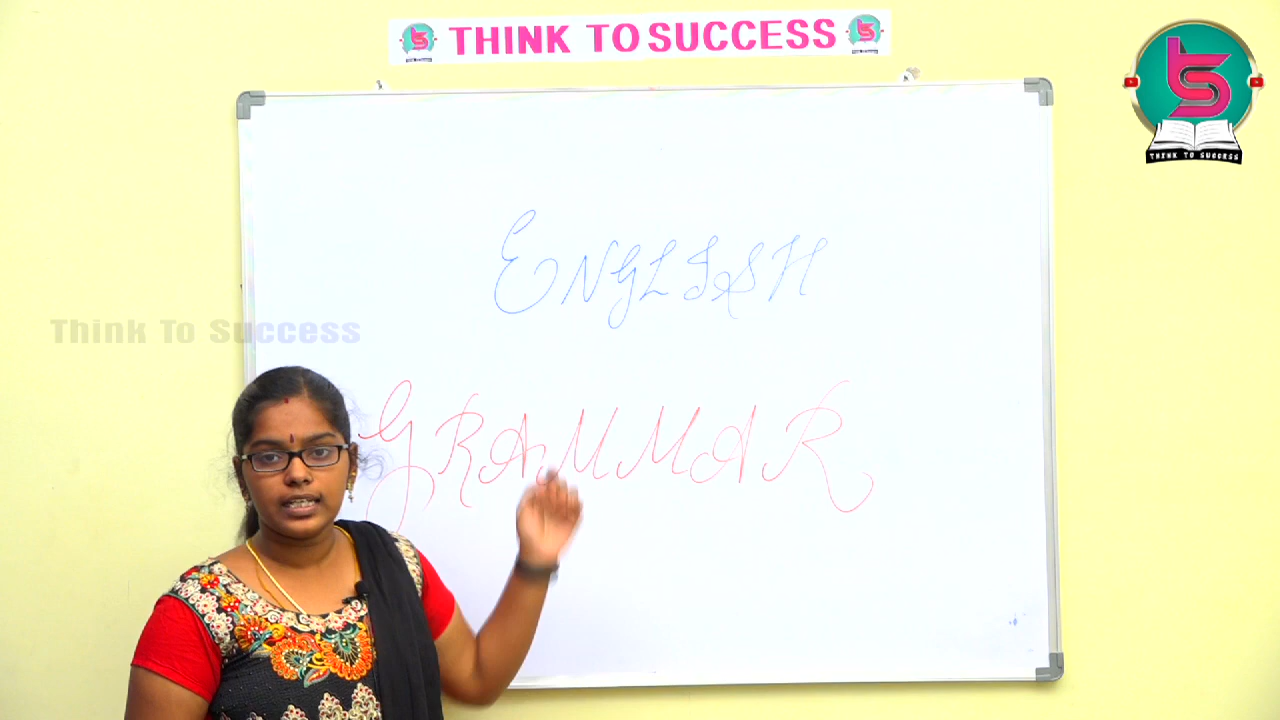 THINK TO SUCCESS
THINK TO SUCCESS
ENGLISH
Think To Success
GRAMMAR